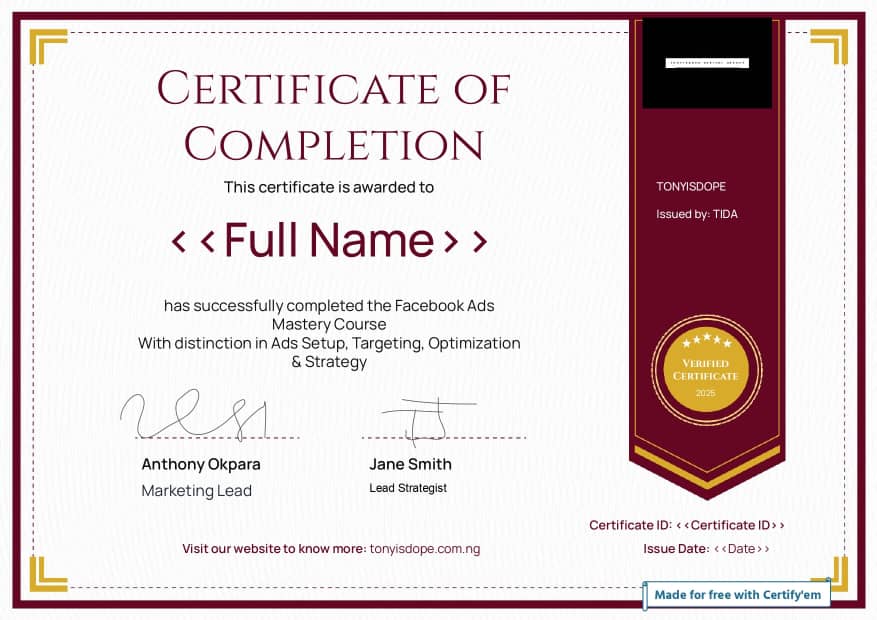 Certificate of
Completion
This certificate is awarded to
<<Full Name>>
has successfully completed the Facebook Ads
Mastery Course
With distinction in Ads Setup, Targeting, Optimization
& Strategy
Anthony Okpara
Marketing Lead
Jane Smith
Lead Strategist
Visit our website to know more: tonyisdope.com.ng
TONYISDOPE
Issued by: TIDA
Verified
Certificate
2025
Certificate ID: <<Certificate ID>>
Issue Date: <<Date>>
Made for free with Certify'em